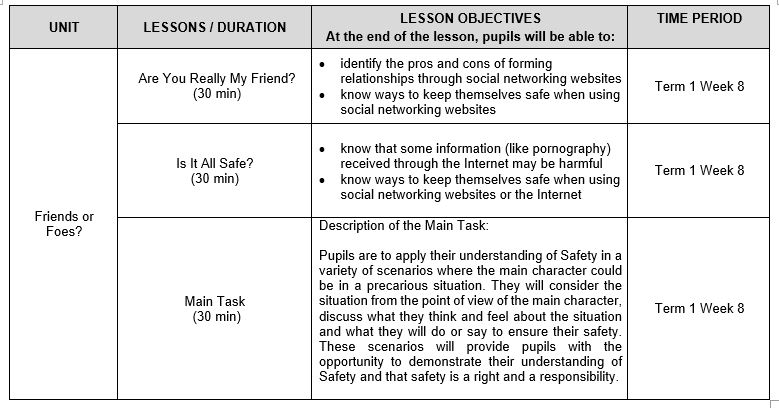 UNIT
LESSONS / DURATION
LESSON OBJECTIVES
At the end of the lesson, pupils will be able to:
TIME PERIOD
Friends or
Foes?
Are You Really My Friend?
(30 min)
• identify the pros and cons of forming
relationships through social networking websites
• know ways to keep themselves safe when using
social networking websites
Term 1 Week 8
Is It All Safe?
(30 min)
• know that some information (like pornography)
received through the Internet may be harmful
• know ways to keep themselves safe when using
social networking websites or the Internet
Term 1 Week 8
Main Task
(30 min)
Description of the Main Task:
Pupils are to apply their understanding of Safety in a
variety of scenarios where the main character could
be in a precarious situation. They will consider the
situation from the point of view of the main character,
discuss what they think and feel about the situation
and what they will do or say to ensure their safety.
These scenarios will provide pupils with the
opportunity to demonstrate their understanding of
Safety and that safety is a right and a responsibility.
Term 1 Week 8